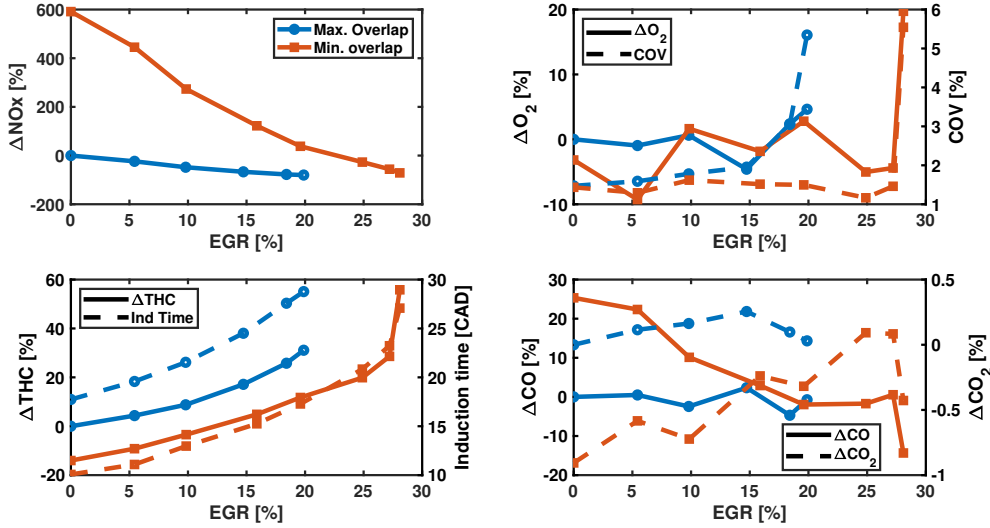 600
400
200
0
-200
0 5 10 15 20 25 30
ΔNOx [%]
EGR [%]
Max. Overlap
Min. overlap
20
15
10
5
0
-5
-10
0 5 10 15 20 25 30
6
5
4
3
2
1
ΔO2 [%]
COV [%]
EGR [%]
ΔO2
COV
60
40
20
0
-20
0 5 10 15 20 25 30
30
25
20
15
10
ΔTHC [%]
Induction time [CAD]
EGR [%]
ΔTHC
Ind Time
30
20
10
0
-10
-20
0 5 10 15 20 25 30
0.5
0
-0.5
-1
ΔCO [%]
ΔCO2 [%]
EGR [%]
ΔCO
ΔCO2